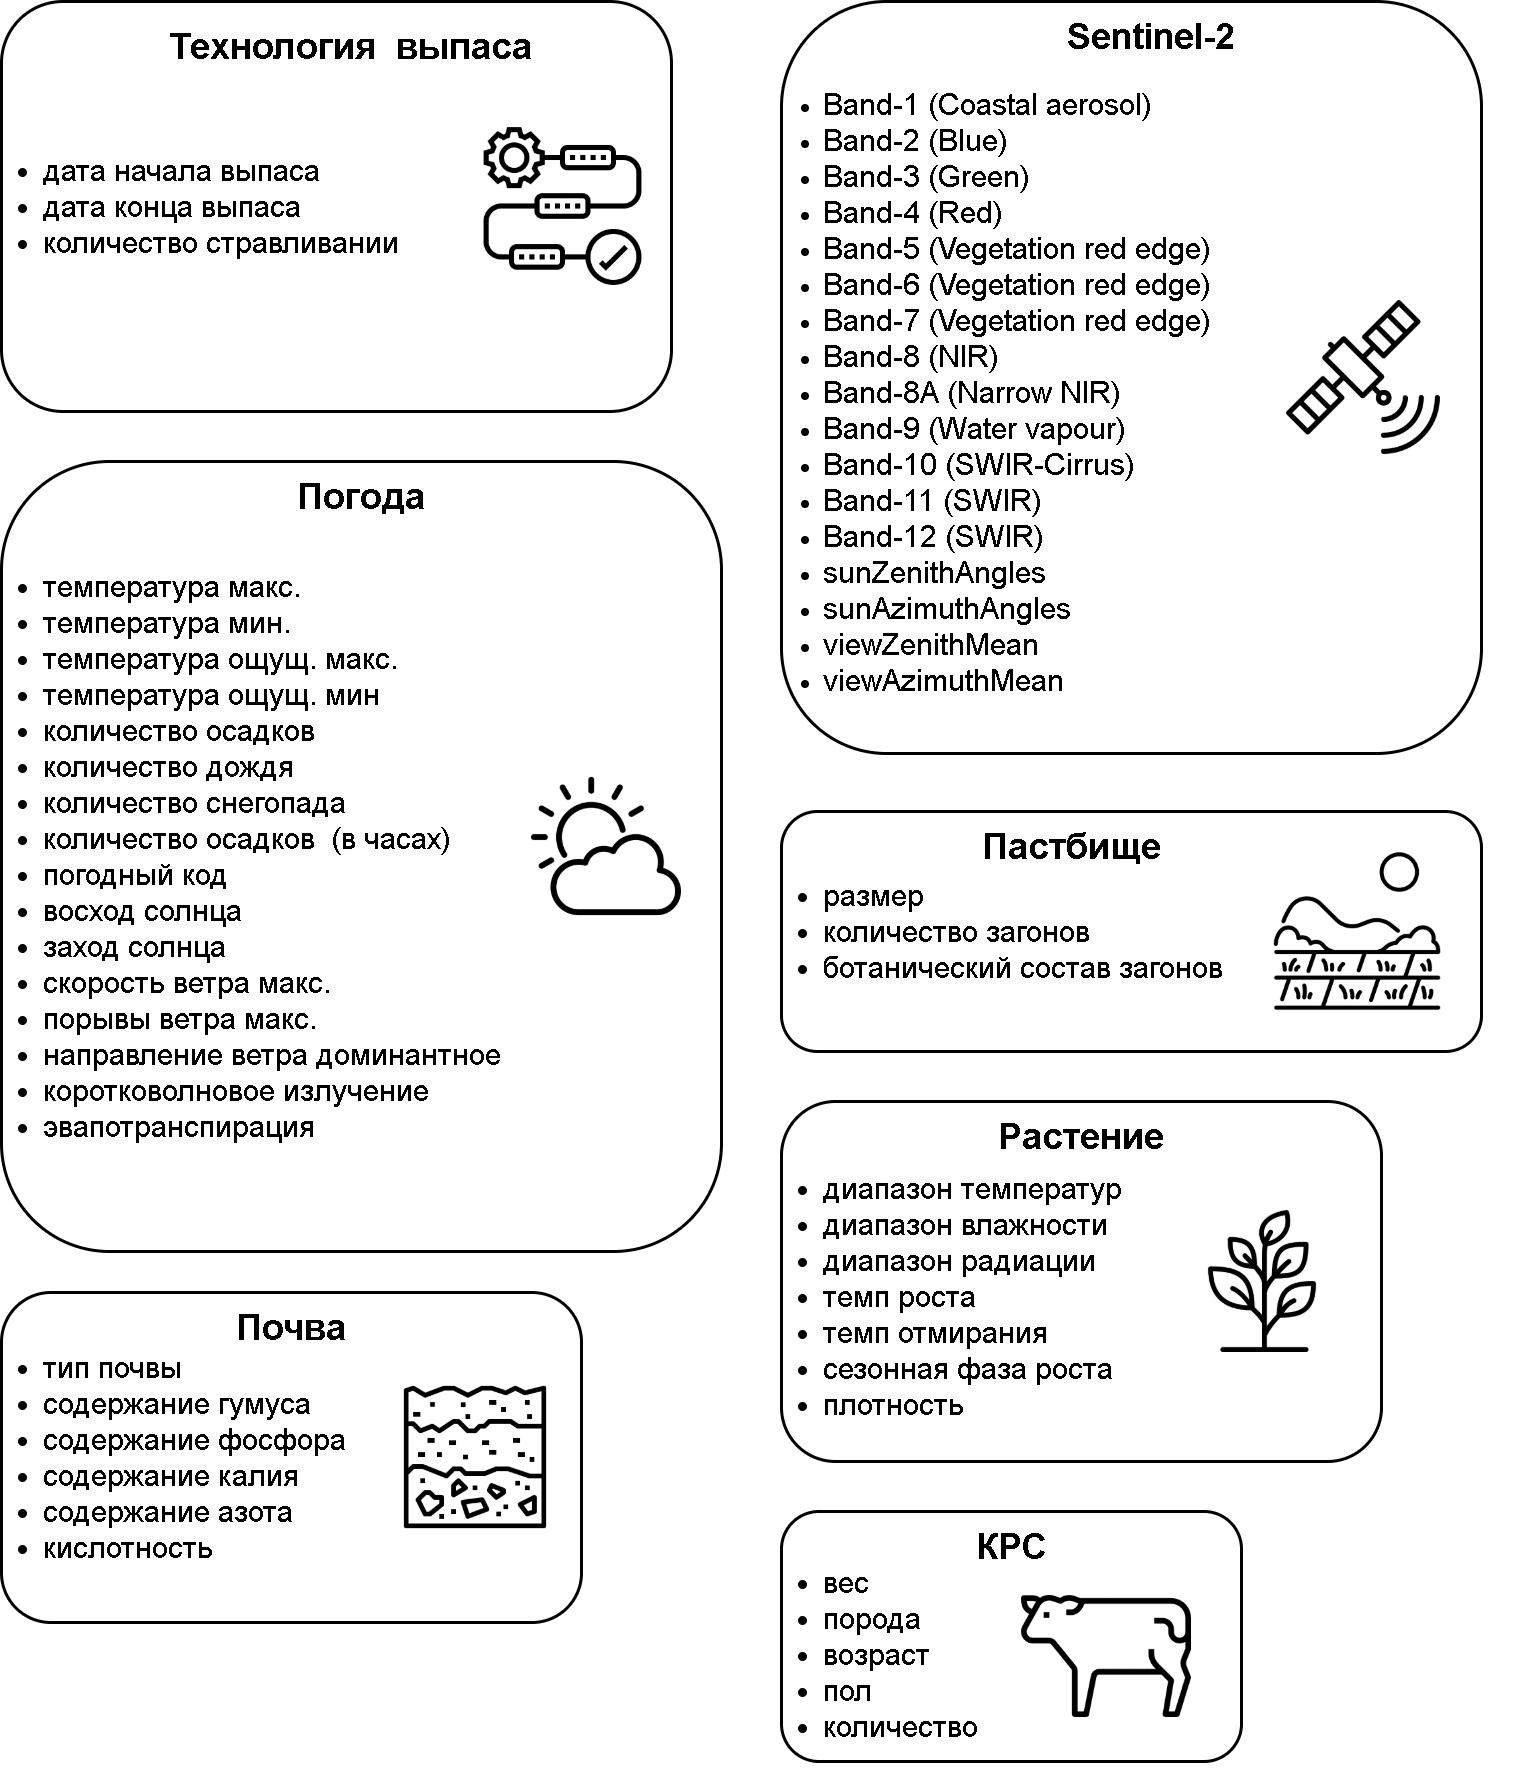 Технология выпаса
дата начала выпаса
дата конца выпаса
количество стравливании
Погода
температура макс.
температура мин.
температура ощущ. макс.
температура ощущ. мин
количество осадков
количество дождя
количество снегопада
количество осадков (в часах)
погодный код
восход солнца
заход солнца
скорость ветра макс.
порывы ветра макс.
направление ветра доминантное
коротковолновое излучение
эвапотранспирация
Почва
тип почвы
содержание гумуса
содержание фосфора
содержание калия
содержание азота
кислотность
Sentinel-2
Band-1 (Coastal aerosol)
Band-2 (Blue)
Band-3 (Green)
Band-4 (Red)
Band-5 (Vegetation red edge)
Band-6 (Vegetation red edge)
Band-7 (Vegetation red edge)
Band-8 (NIR)
Band-8A (Narrow NIR)
Band-9 (Water vapour)
Band-10 (SWIR-Cirrus)
Band-11 (SWIR)
Band-12 (SWIR)
sunZenithAngles
sunAzimuthAngles
viewZenithMean
viewAzimuthMean
Пастбище
размер
количество загонов
ботанический состав загонов
Растение
диапазон температур
диапазон влажности
диапазон радиации
темп роста
темп отмирания
сезонная фаза роста
плотность
КРС
вес
порода
возраст
пол
количество